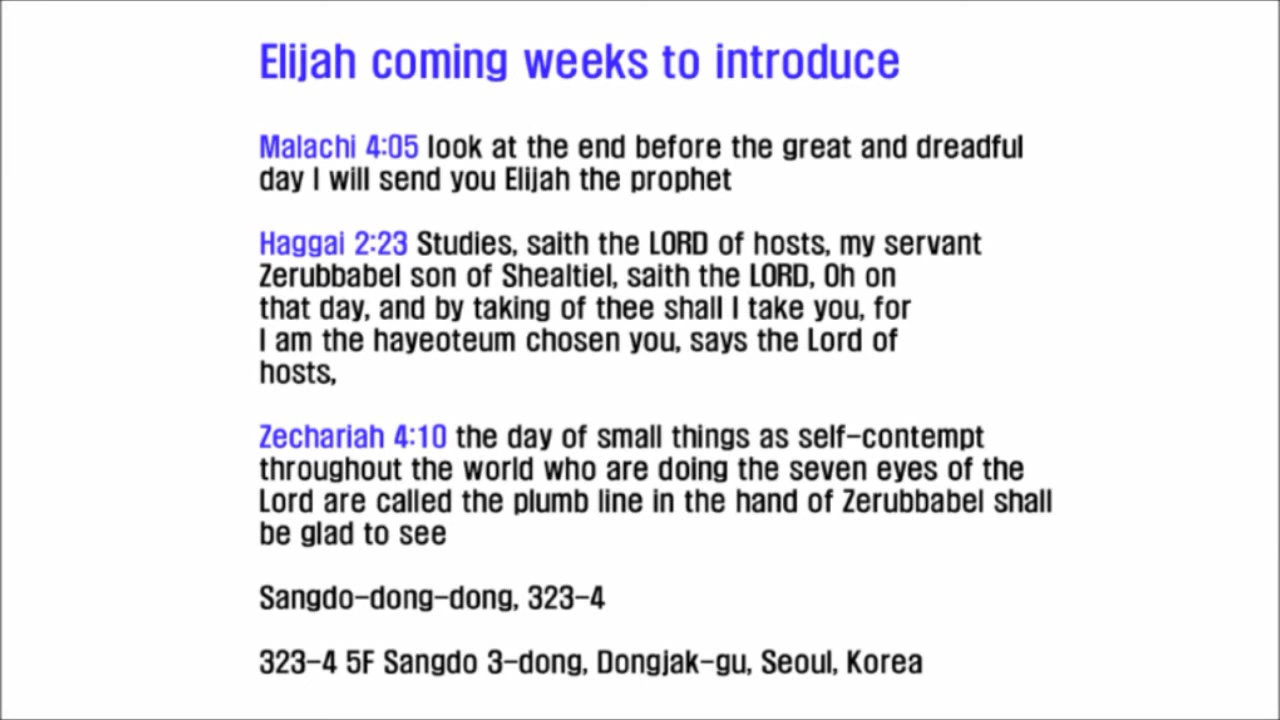 Elijah coming weeks to introduce
Malachi 4:05 look at the end before the great and dreadful
day I will send you Elijah the prophet
Haggai 2:23 Studies, saith the LORD of hosts, my servant
Zerubbabel son of Shealtiel, saith the LORD, Oh on
that day, and by taking of thee shall I take you, for
I am the hayeoteum chosen you, says the Lord of
hosts,
Zechariah 4:10 the day of small things as self-contempt
throughout the world who are doing the seven eyes of the
Lord are called the plumb line in the hand of Zerubbabel shall
be glad to see
Sangdo-dong-dong, 323-4
323-4 5F Sangdo 3-dong, Dongjak-gu, Seoul, Korea